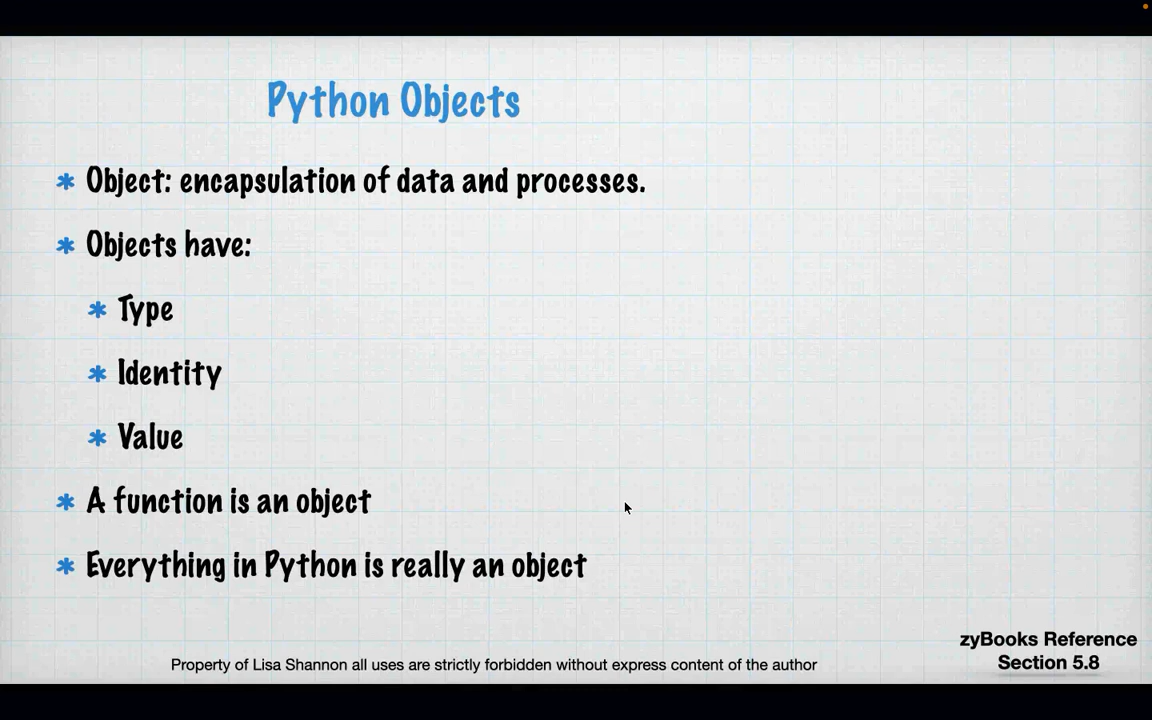 Python Objects
* Object: encapsulation of data and processes.
* Objects have:
* Type
* Identity
* Value
* A function is an object
* Everything in Python is really an object
zyBooks Reference
Section 5.8
Property of Lisa Shannon all uses are strictly forbidden without express content of the author